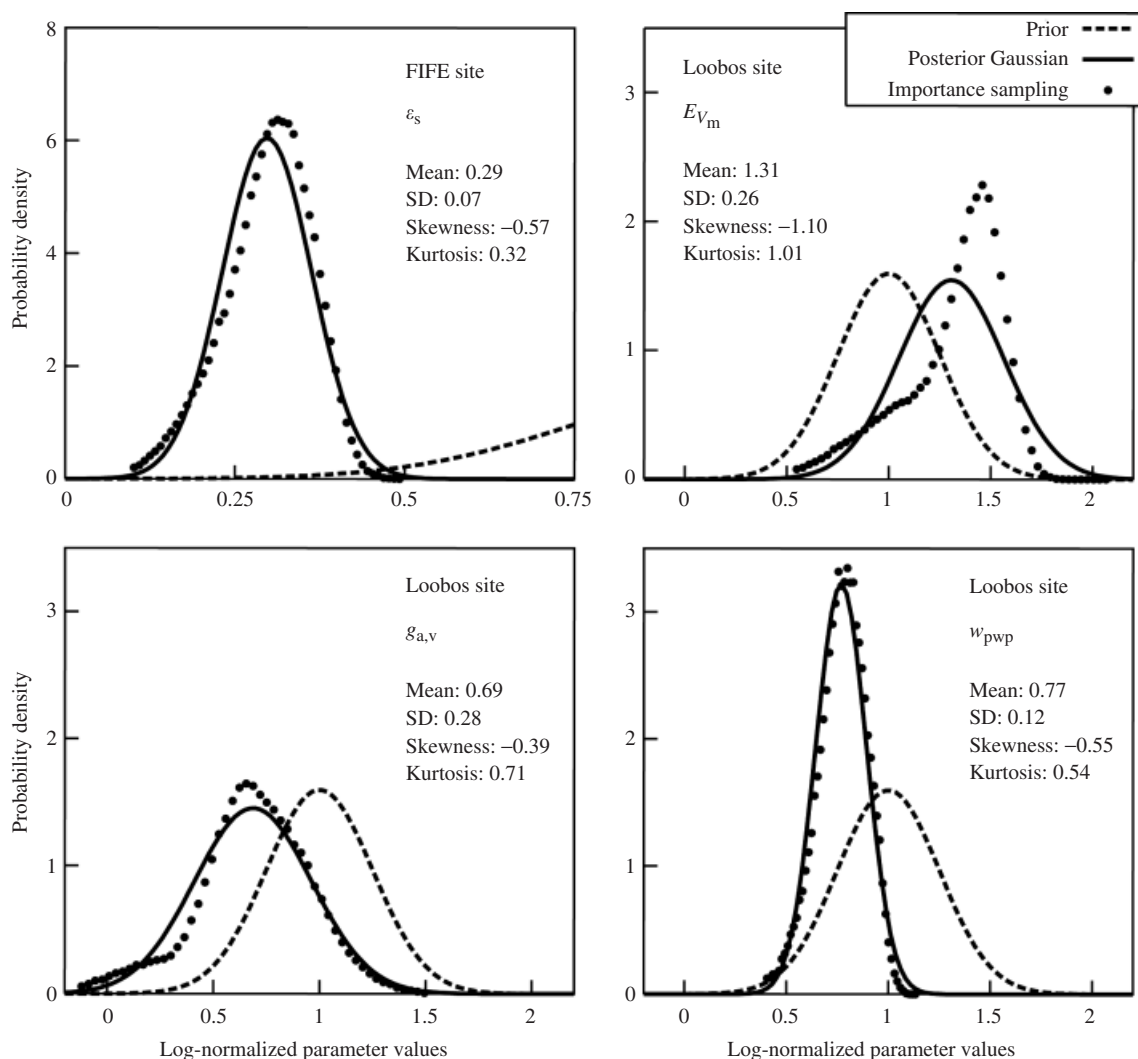 Prior
Posterior Gaussian
Importance sampling
8
6
4
2
0
0
0.25
0.5
0.75
Probability density
FIFE site
εs
Mean: 0.29
SD: 0.07
Skewness: −0.57
Kurtosis: 0.32
3
2
1
0
0
0.5
1
1.5
2
Loobos site
EVm
Mean: 1.31
SD: 0.26
Skewness: −1.10
Kurtosis: 1.01
3
2
1
0
0
0.5
1
1.5
2
Probability density
Log-normalized parameter values
Loobos site
ga,v
Mean: 0.69
SD: 0.28
Skewness: −0.39
Kurtosis: 0.71
3
2
1
0
0
0.5
1
1.5
2
Log-normalized parameter values
Loobos site
wpwp
Mean: 0.77
SD: 0.12
Skewness: −0.55
Kurtosis: 0.54